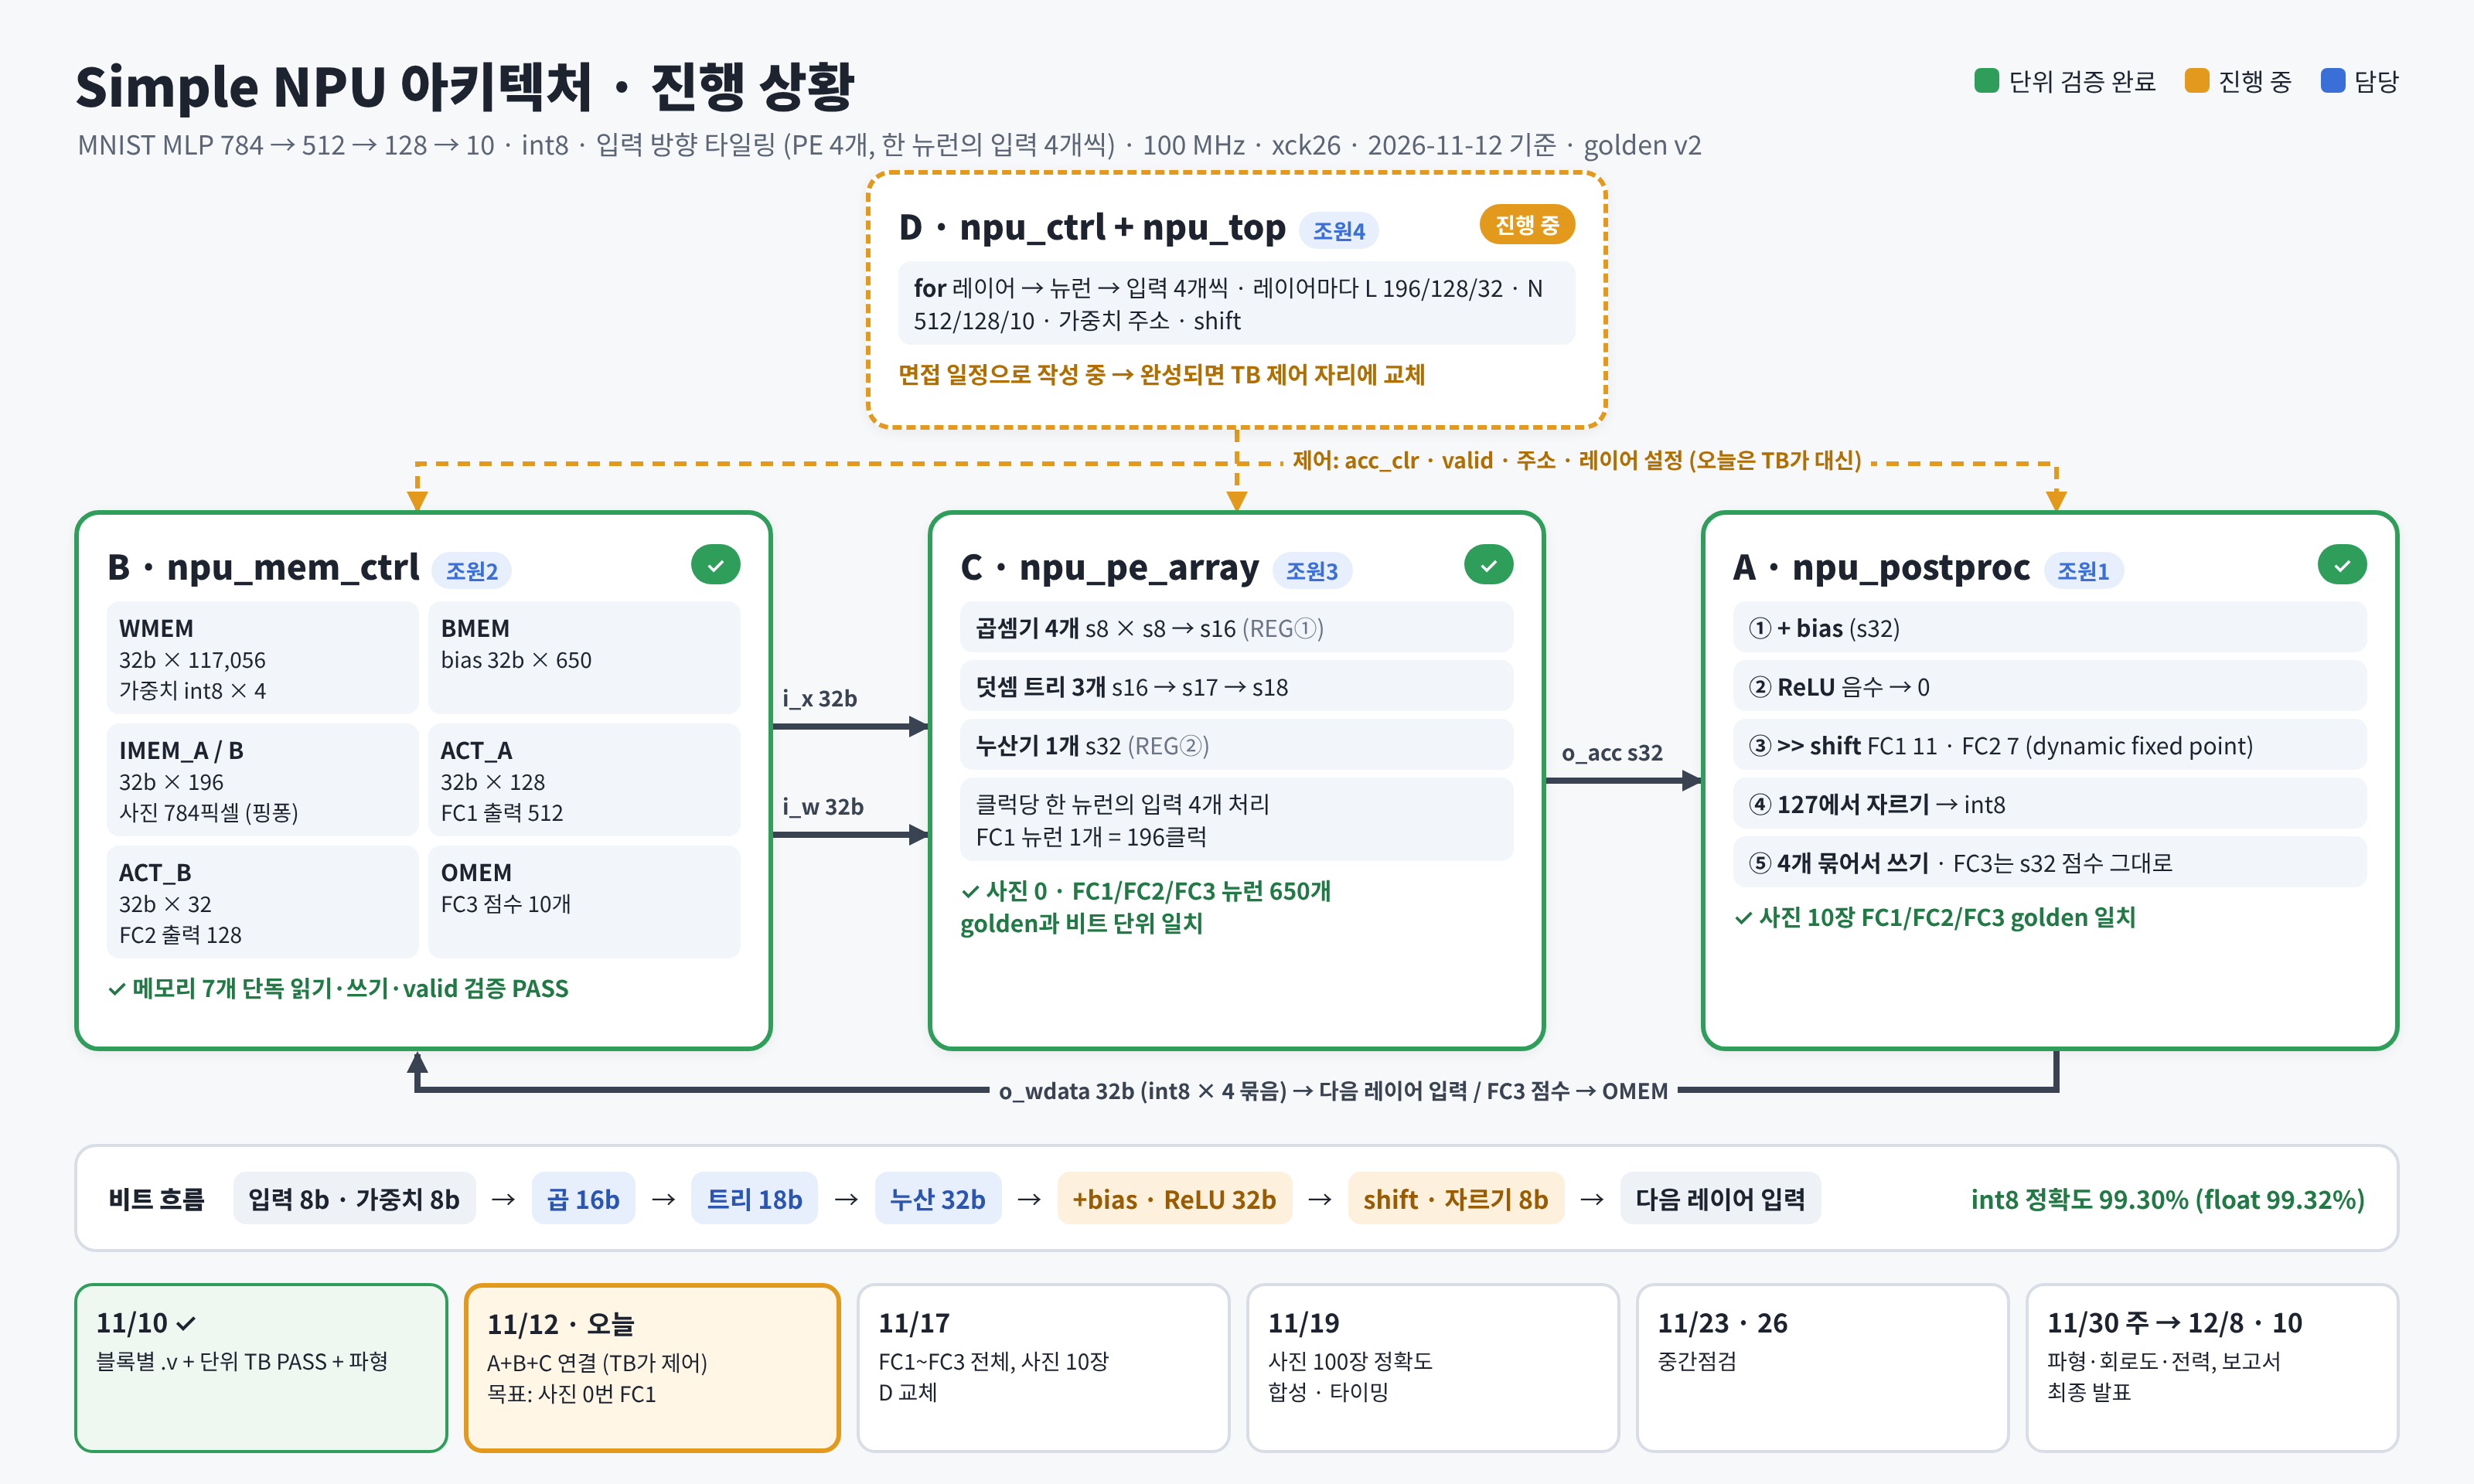 Simple NPU 아키텍처 · 진행 상황
단위 검증 완료
진행 중
담당
MNIST MLP 784 → 512 → 128 → 10 · int8 · 입력 방향 타일링 (PE 4개, 한 뉴런의 입력 4개씩) · 100 MHz · xck26 · 2026-11-12 기준 · golden v2
D · npu_ctrl + npu_top 조원4
진행 중
for 레이어 → 뉴런 → 입력 4개씩 · 레이어마다 L 196/128/32 · N
512/128/10 · 가중치 주소 · shift
면접 일정으로 작성 중 → 완성되면 TB 제어 자리에 교체
제어: acc_clr · valid · 주소 · 레이어 설정 (오늘은 TB가 대신)
B · npu_mem_ctrl 조원2
✓
WMEM
32b × 117,056
가중치 int8 × 4
BMEM
bias 32b × 650
IMEM_A / B
32b × 196
사진 784픽셀 (핑퐁)
ACT_A
32b × 128
FC1 출력 512
ACT_B
32b × 32
FC2 출력 128
OMEM
FC3 점수 10개
✓ 메모리 7개 단독 읽기·쓰기·valid 검증 PASS
i_x 32b
i_w 32b
C · npu_pe_array 조원3
✓
곱셈기 4개 s8 × s8 → s16 (REG①)
덧셈 트리 3개 s16 → s17 → s18
누산기 1개 s32 (REG②)
클럭당 한 뉴런의 입력 4개 처리
FC1 뉴런 1개 = 196클럭
✓ 사진 0 · FC1/FC2/FC3 뉴런 650개
golden과 비트 단위 일치
o_acc s32
A · npu_postproc 조원1
✓
① + bias (s32)
② ReLU 음수 → 0
③ >> shift FC1 11 · FC2 7 (dynamic fixed point)
④ 127에서 자르기 → int8
⑤ 4개 묶어서 쓰기 · FC3는 s32 점수 그대로
✓ 사진 10장 FC1/FC2/FC3 golden 일치
o_wdata 32b (int8 × 4 묶음) → 다음 레이어 입력 / FC3 점수 → OMEM
비트 흐름 입력 8b · 가중치 8b → 곱 16b → 트리 18b → 누산 32b → +bias · ReLU 32b → shift · 자르기 8b → 다음 레이어 입력
int8 정확도 99.30% (float 99.32%)
11/10 ✓
블록별 .v + 단위 TB PASS + 파형
11/12 · 오늘
A+B+C 연결 (TB가 제어)
목표: 사진 0번 FC1
11/17
FC1~FC3 전체, 사진 10장
D 교체
11/19
사진 100장 정확도
합성 · 타이밍
11/23 · 26
중간점검
11/30 주 → 12/8 · 10
파형·회로도·전력, 보고서
최종 발표